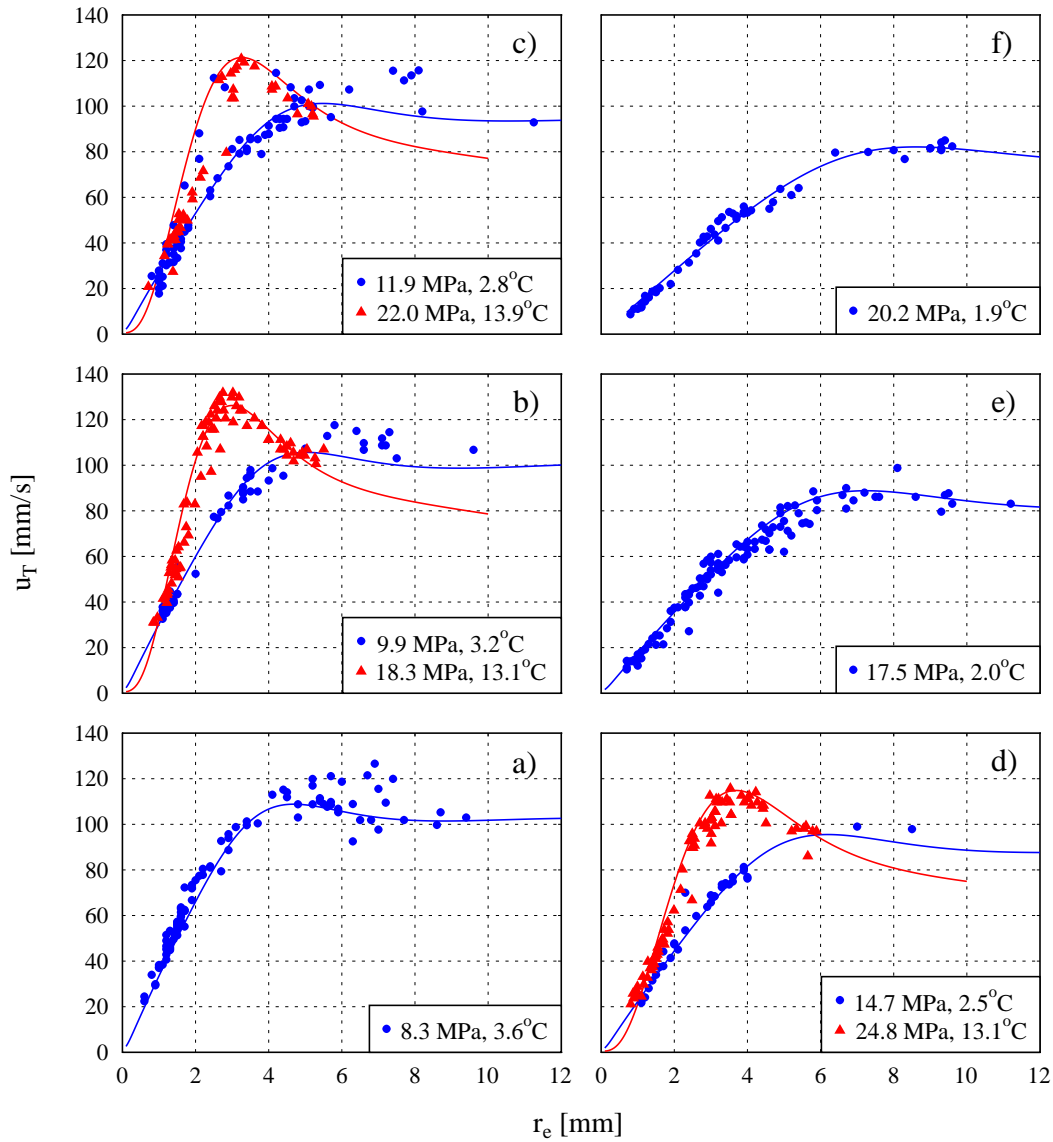 140
120
100
80
60
40
20
0
c)
11.9 MPa, 2.8°C
22.0 MPa, 13.9°C
f)
20.2 MPa, 1.9°C
140
120
100
80
60
40
20
0
b)
9.9 MPa, 3.2°C
18.3 MPa, 13.1°C
e)
17.5 MPa, 2.0°C
u_T [mm/s]
140
120
100
80
60
40
20
0
a)
8.3 MPa, 3.6°C
d)
14.7 MPa, 2.5°C
24.8 MPa, 13.1°C
0 2 4 6 8 10 12
0 2 4 6 8 10 12
r_e [mm]